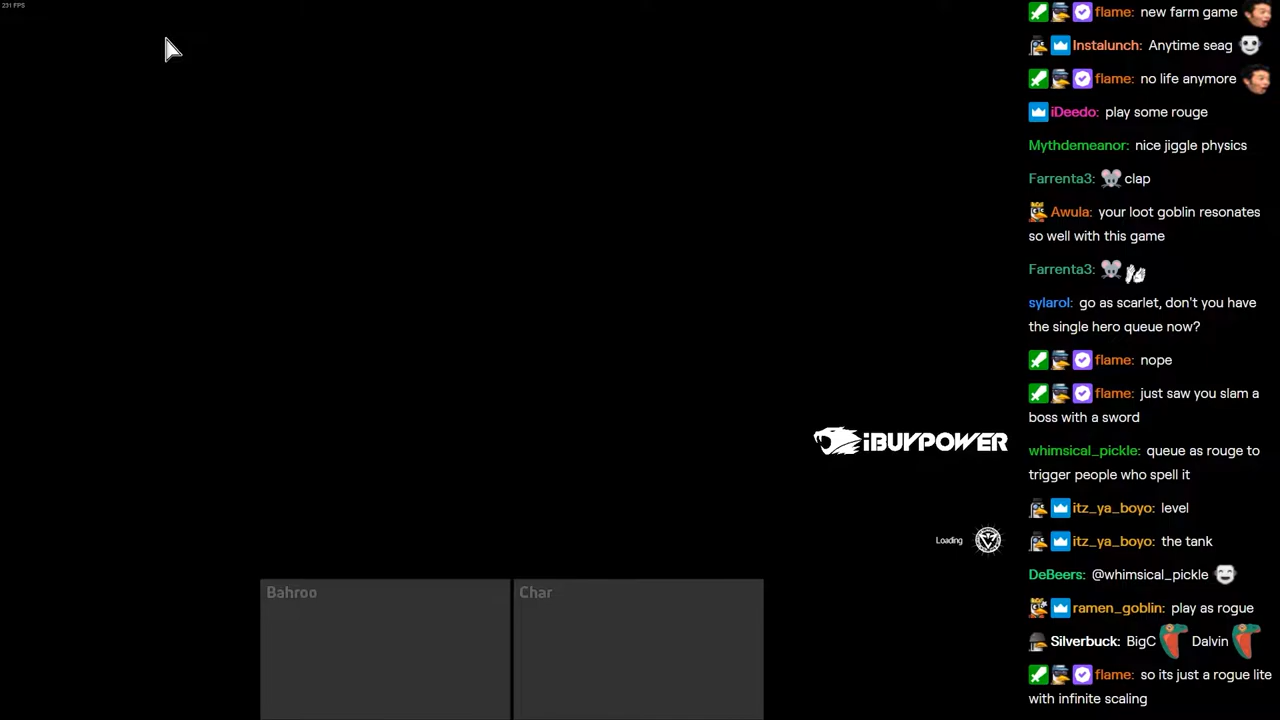 231 FPS
flame: new farm game
Instalunch: Anytime seag
flame: no life anymore
iDeedo: play some rouge
Mythdemeanor: nice jiggle physics
Farrenta3: clap
Awula: your loot goblin resonates
so well with this game
Farrenta3:
sylarol: go as scarlet, don't you have
the single hero queue now?
flame: nope
flame: just saw you slam a
boss with a sword
iBUYPOWER
whimsical_pickle: queue as rouge to
trigger people who spell it
itz_ya_boyo: level
Loading
itz_ya_boyo: the tank
DeBeers: @whimsical_pickle
Bahroo
Char
ramen_goblin: play as rogue
Silverbuck: BigC Dalvin
flame: so its just a rogue lite
with infinite scaling